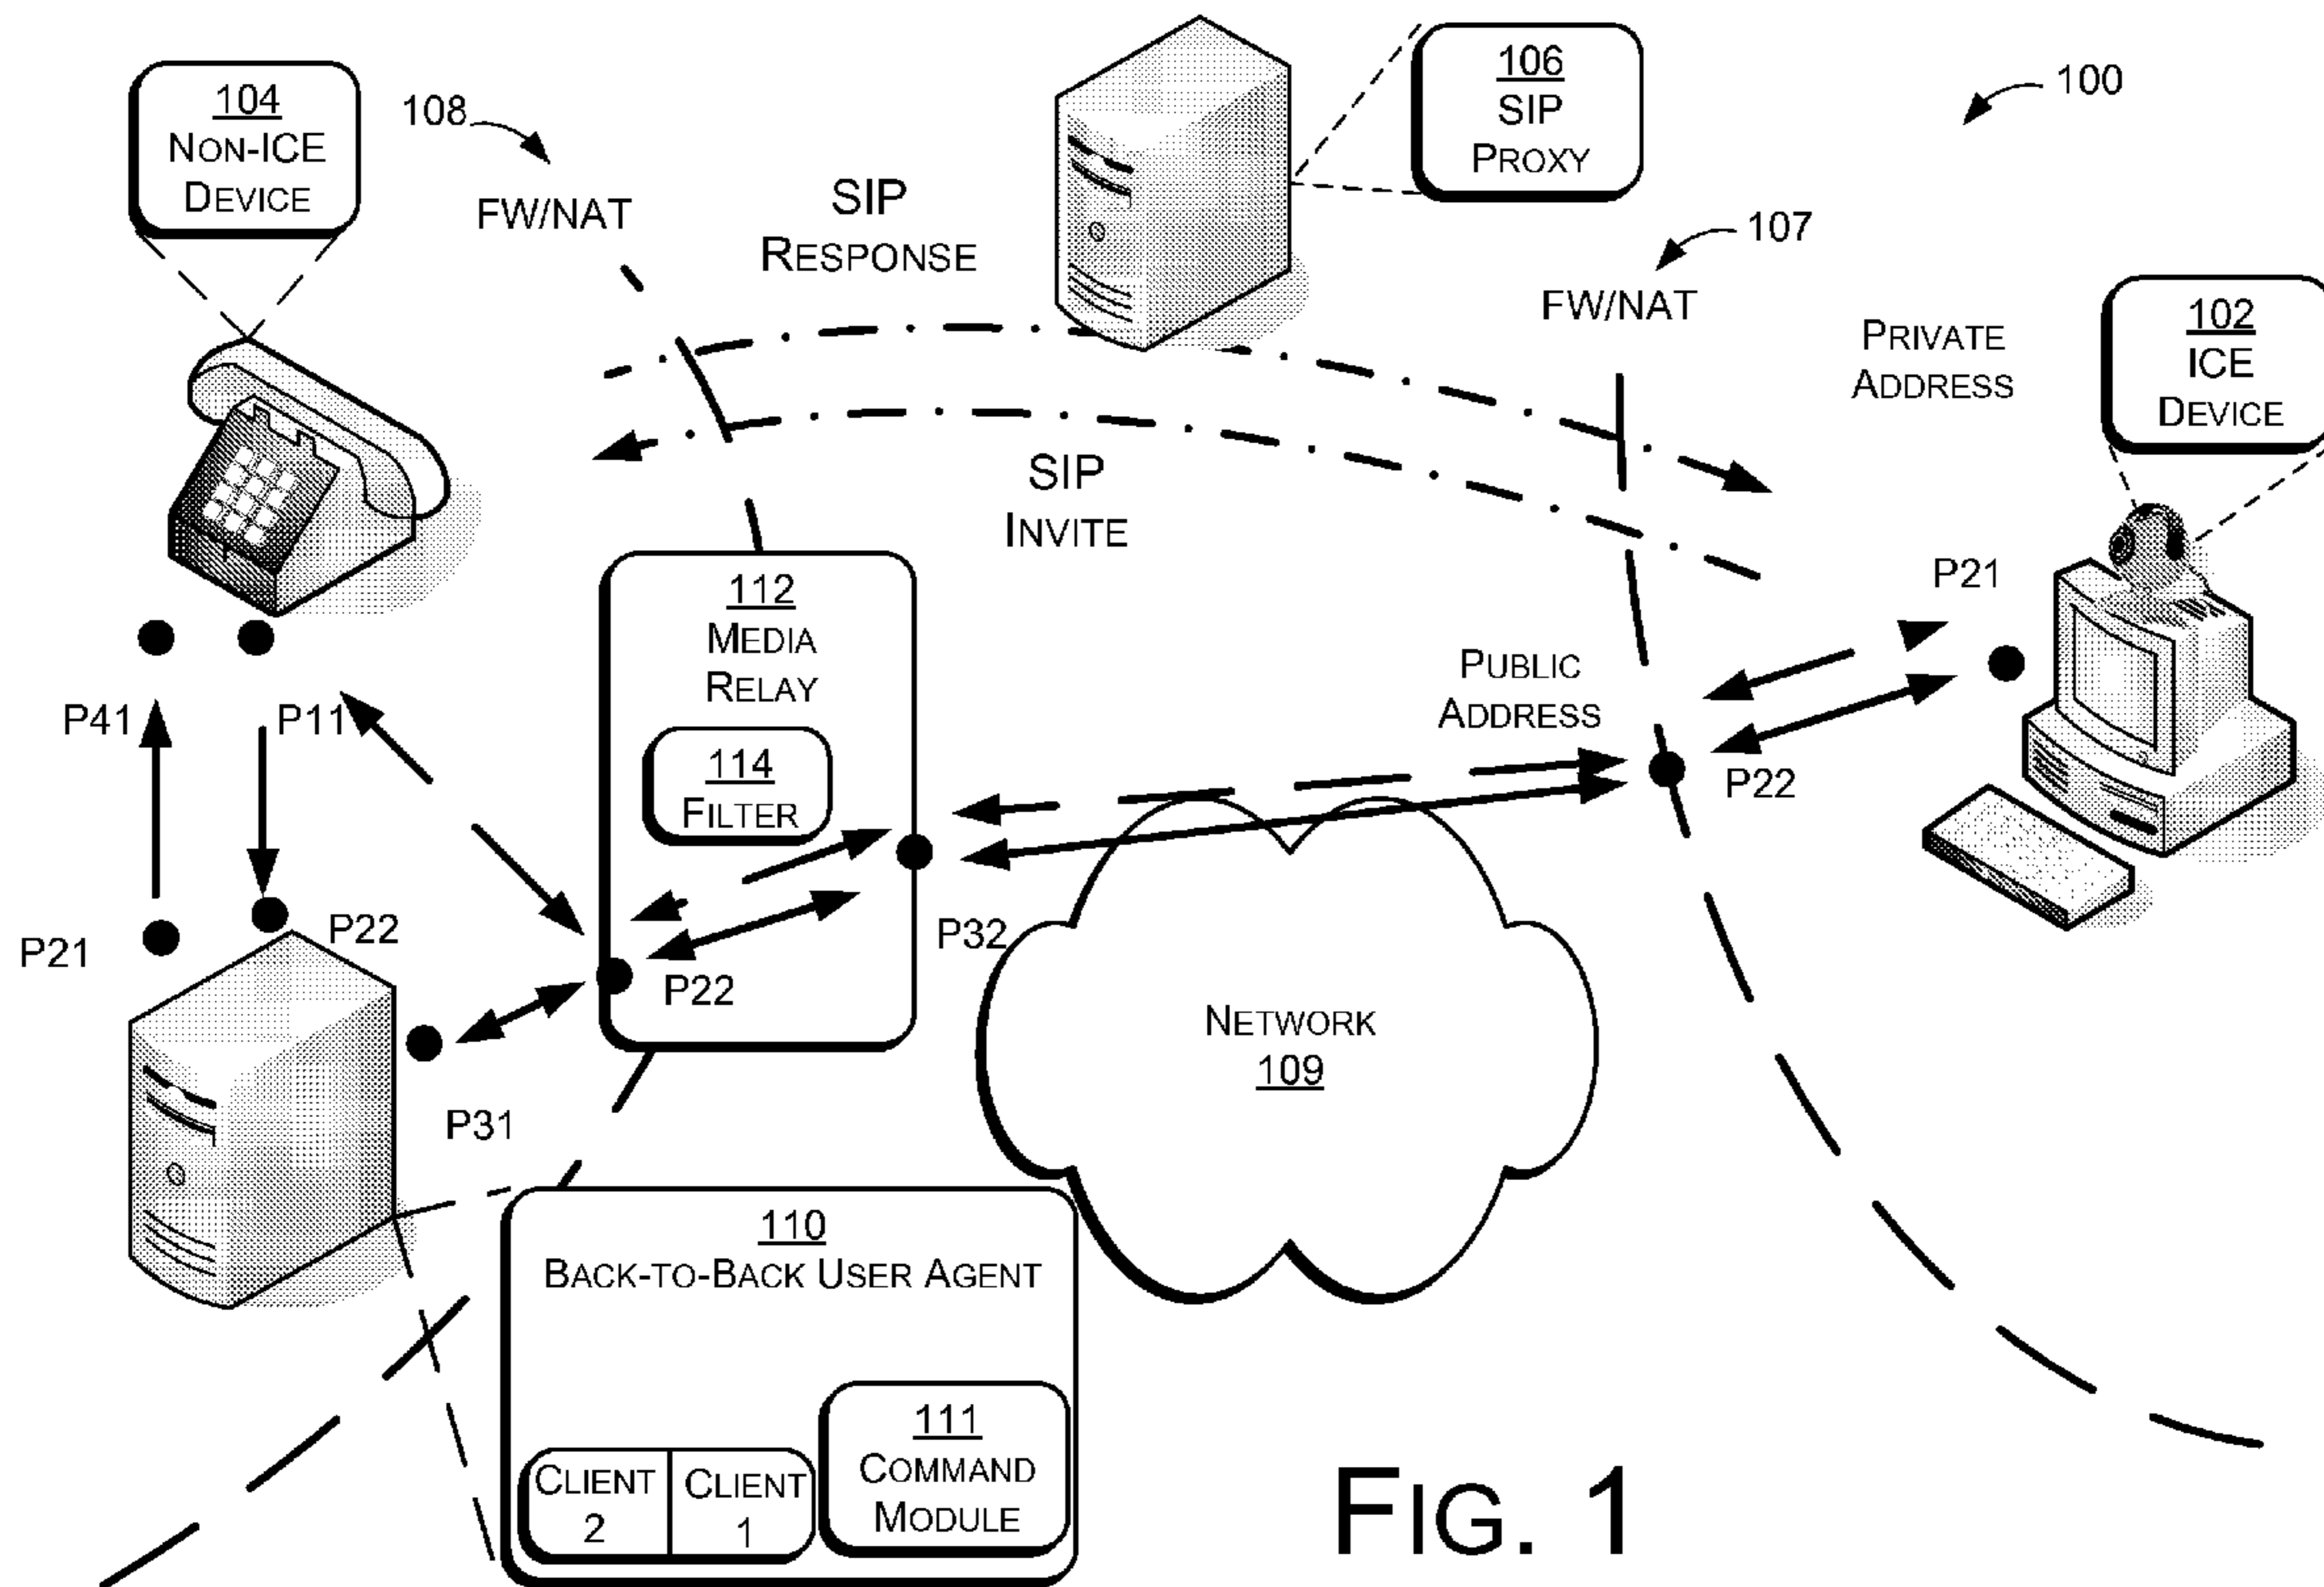 106
SIP
PROXY
100
104
NON-ICE
DEVICE
108
FW/NAT
SIP
RESPONSE
107
FW/NAT
PRIVATE
ADDRESS
102
ICE
DEVICE
SIP
INVITE
P21
112
MEDIA
RELAY
114
FILTER
PUBLIC
ADDRESS
P41
P11
P22
P21
P22
P32
P22
P31
NETWORK
109
110
BACK-TO-BACK USER AGENT
111
COMMAND
MODULE
CLIENT
2
CLIENT
1
FIG. 1